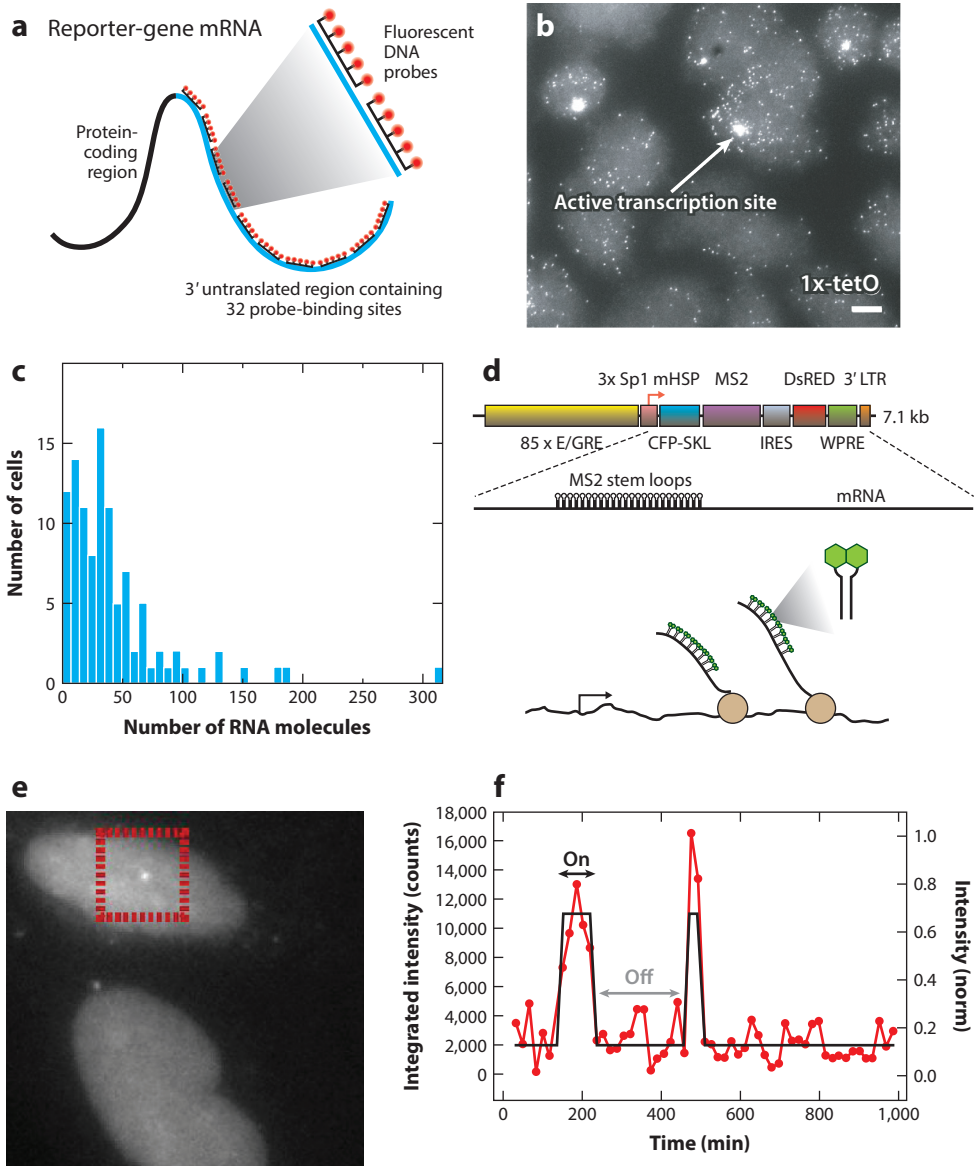 a Reporter-gene mRNA
Fluorescent
DNA
probes
Protein-
coding
region
3′ untranslated region containing
32 probe-binding sites
b
Active transcription site
1x-tetO
c
Number of cells
15
10
5
0
0 50 100 150 200 250 300
Number of RNA molecules
d
3x Sp1 mHSP MS2 DsRED 3′ LTR
7.1 kb
85 x E/GRE CFP-SKL IRES WPRE
MS2 stem loops
mRNA
e
f
Integrated intensity (counts)
18,000
16,000
14,000
12,000
10,000
8,000
6,000
4,000
2,000
0
On
Off
1.0
0.8
0.6
0.4
0.2
0.0
Intensity
(norm)
0 200 400 600 800 1,000
Time (min)